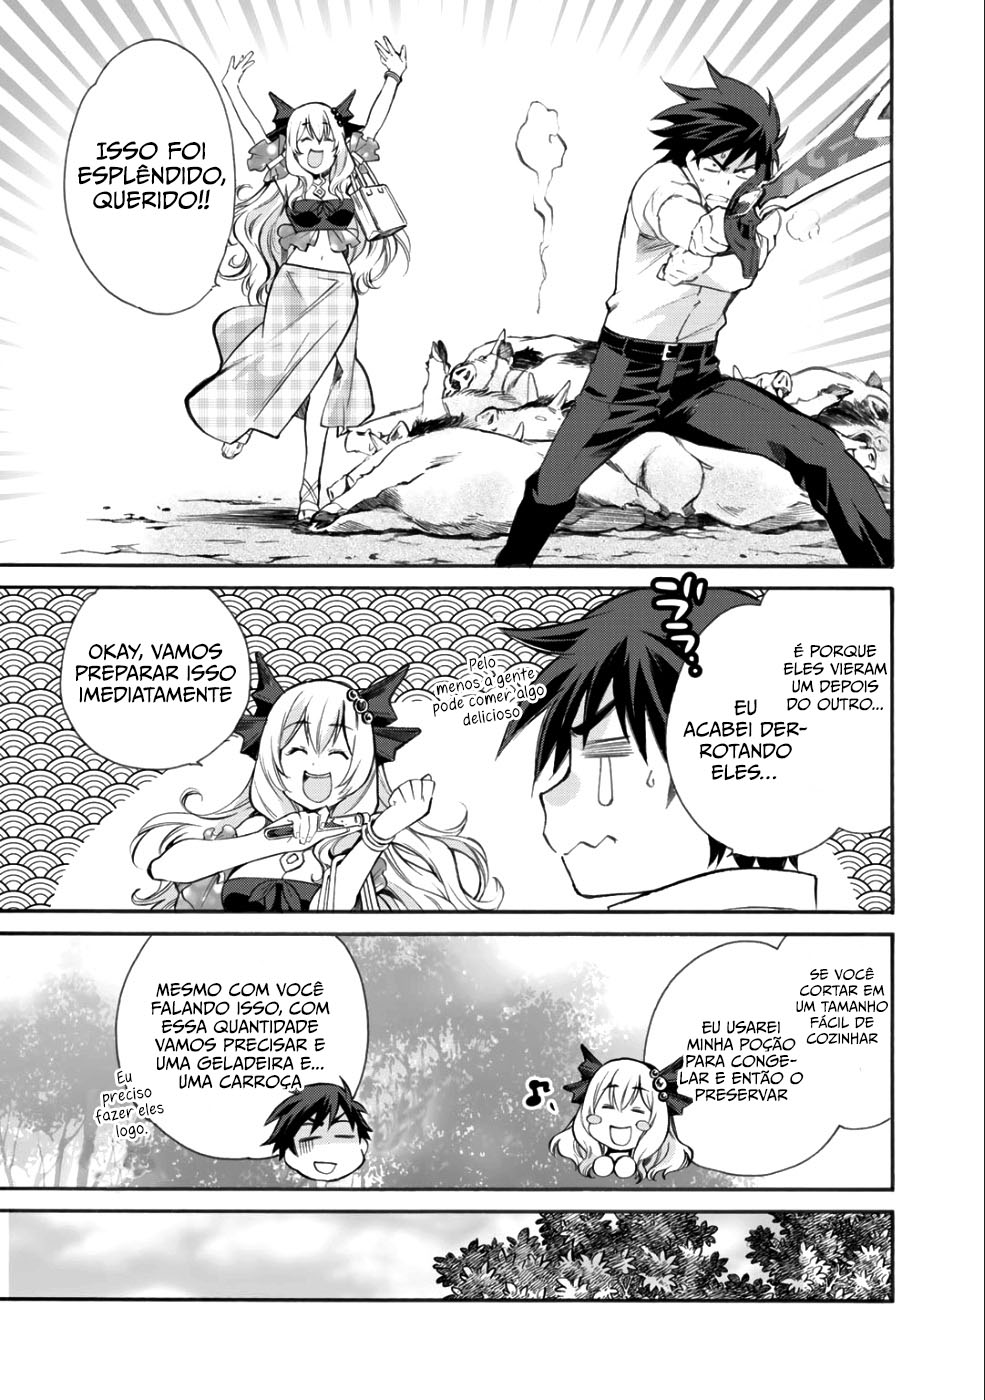 ISSO FOI
ESPLÊNDIDO,
QUERIDO!!
ゴゴゴ..
É PORQUE
ELES VIERAM
UM DEPOIS
DO OUTRO...
EU
ACABEI DER-
ROTANDO
ELES...
Pelo
menos a gente
pode comer algo
delicioso
OKAY, VAMOS
PREPARAR ISSO
IMEDIATAMENTE
SE VOCÊ
CORTAR EM
UM TAMANHO
FÁCIL DE
COZINHAR
EU USAREI
MINHA POÇÃO
PARA CONGE-
LAR E ENTÃO O
PRESERVAR
MESMO COM VOCÊ
FALANDO ISSO, COM
ESSA QUANTIDADE
VAMOS PRECISAR E
UMA GELADEIRA E...
UMA CARROÇA
Eu
preciso
fazer eles
logo.